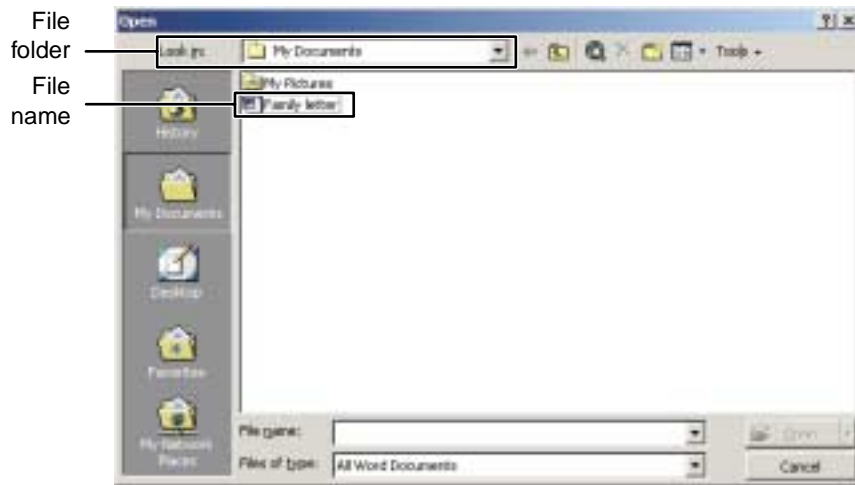 Open
File folder
Look in:
My Documents
Tools
File name
My Pictures
Family letter
History
My Documents
Desktop
Favorites
My Network Places
File name:
Open
Files of type:
All Word Documents
Cancel